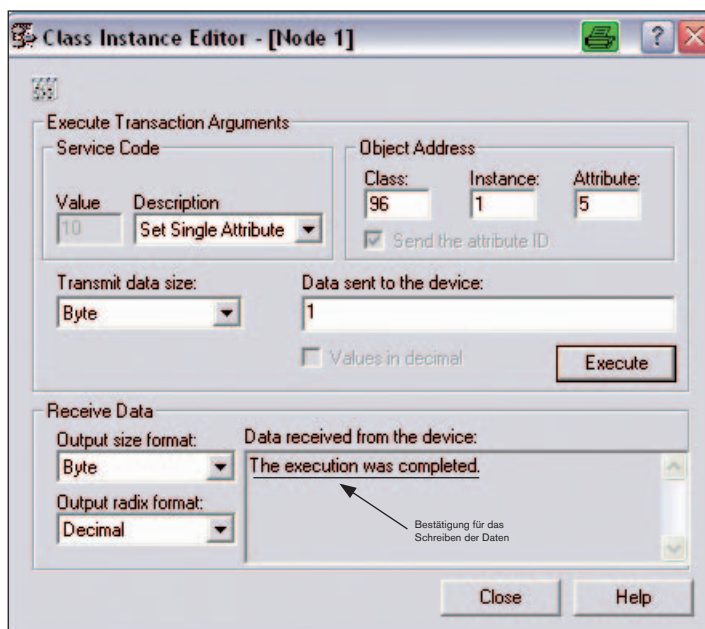 Class Instance Editor - [Node 1]
Execute Transaction Arguments
Service Code
Object Address
Value
Description
Class:
Instance:
Attribute:
10
Set Single Attribute
96
1
5
Send the attribute ID
Transmit data size:
Data sent to the device:
Byte
1
Values in decimal
Execute
Receive Data
Output size format:
Data received from the device:
Byte
The execution was completed.
Output radix format:
Decimal
Bestätigung für das
Schreiben der Daten
Close
Help